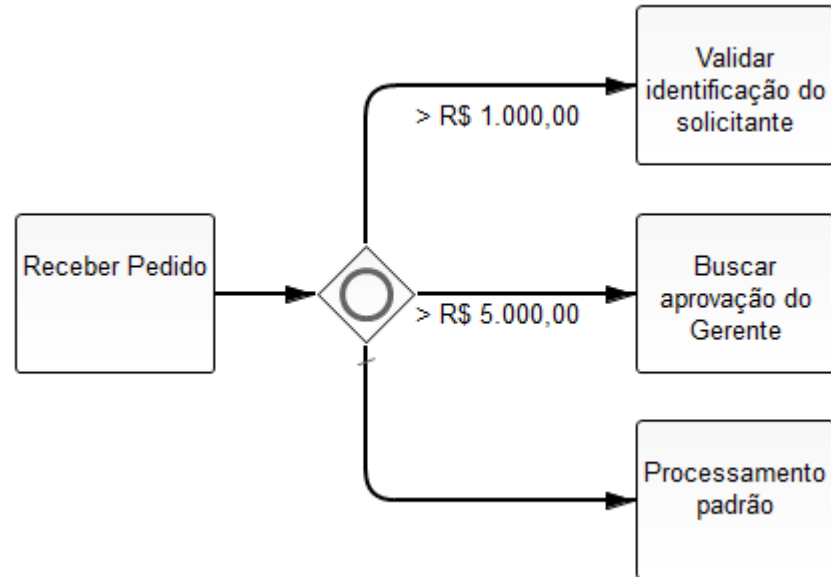 Validar
identificação do
solicitante
> R$ 1.000,00
Receber Pedido
Buscar
aprovação do
Gerente
> R$ 5.000,00
Processamento
padrão